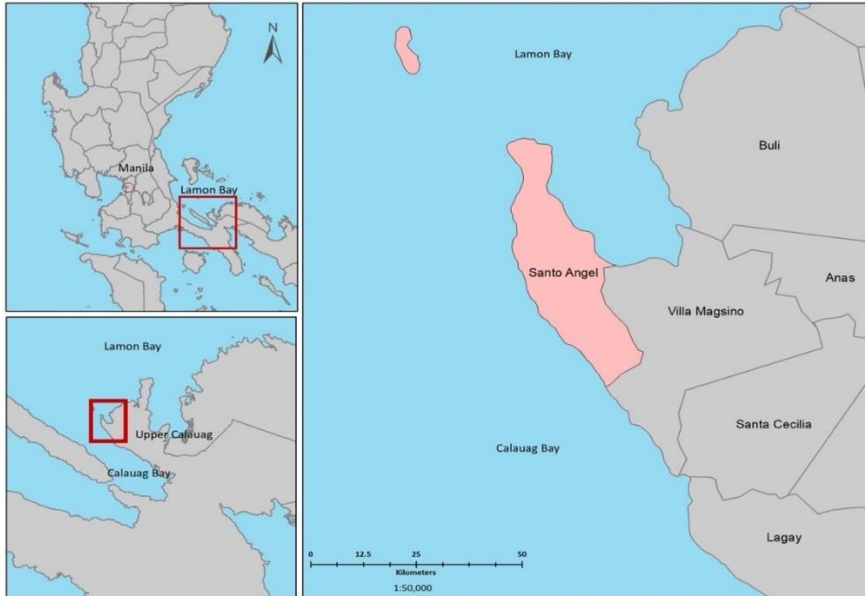 N
Manila
Lamon Bay
Lamon Bay
Upper Calauag
Calauag Bay
Lamon Bay
Buli
Santo Angel
Anas
Villa Magsino
Santa Cecilia
Calauag Bay
Lagay
0 12.5 25 50
Kilometers
1:50,000